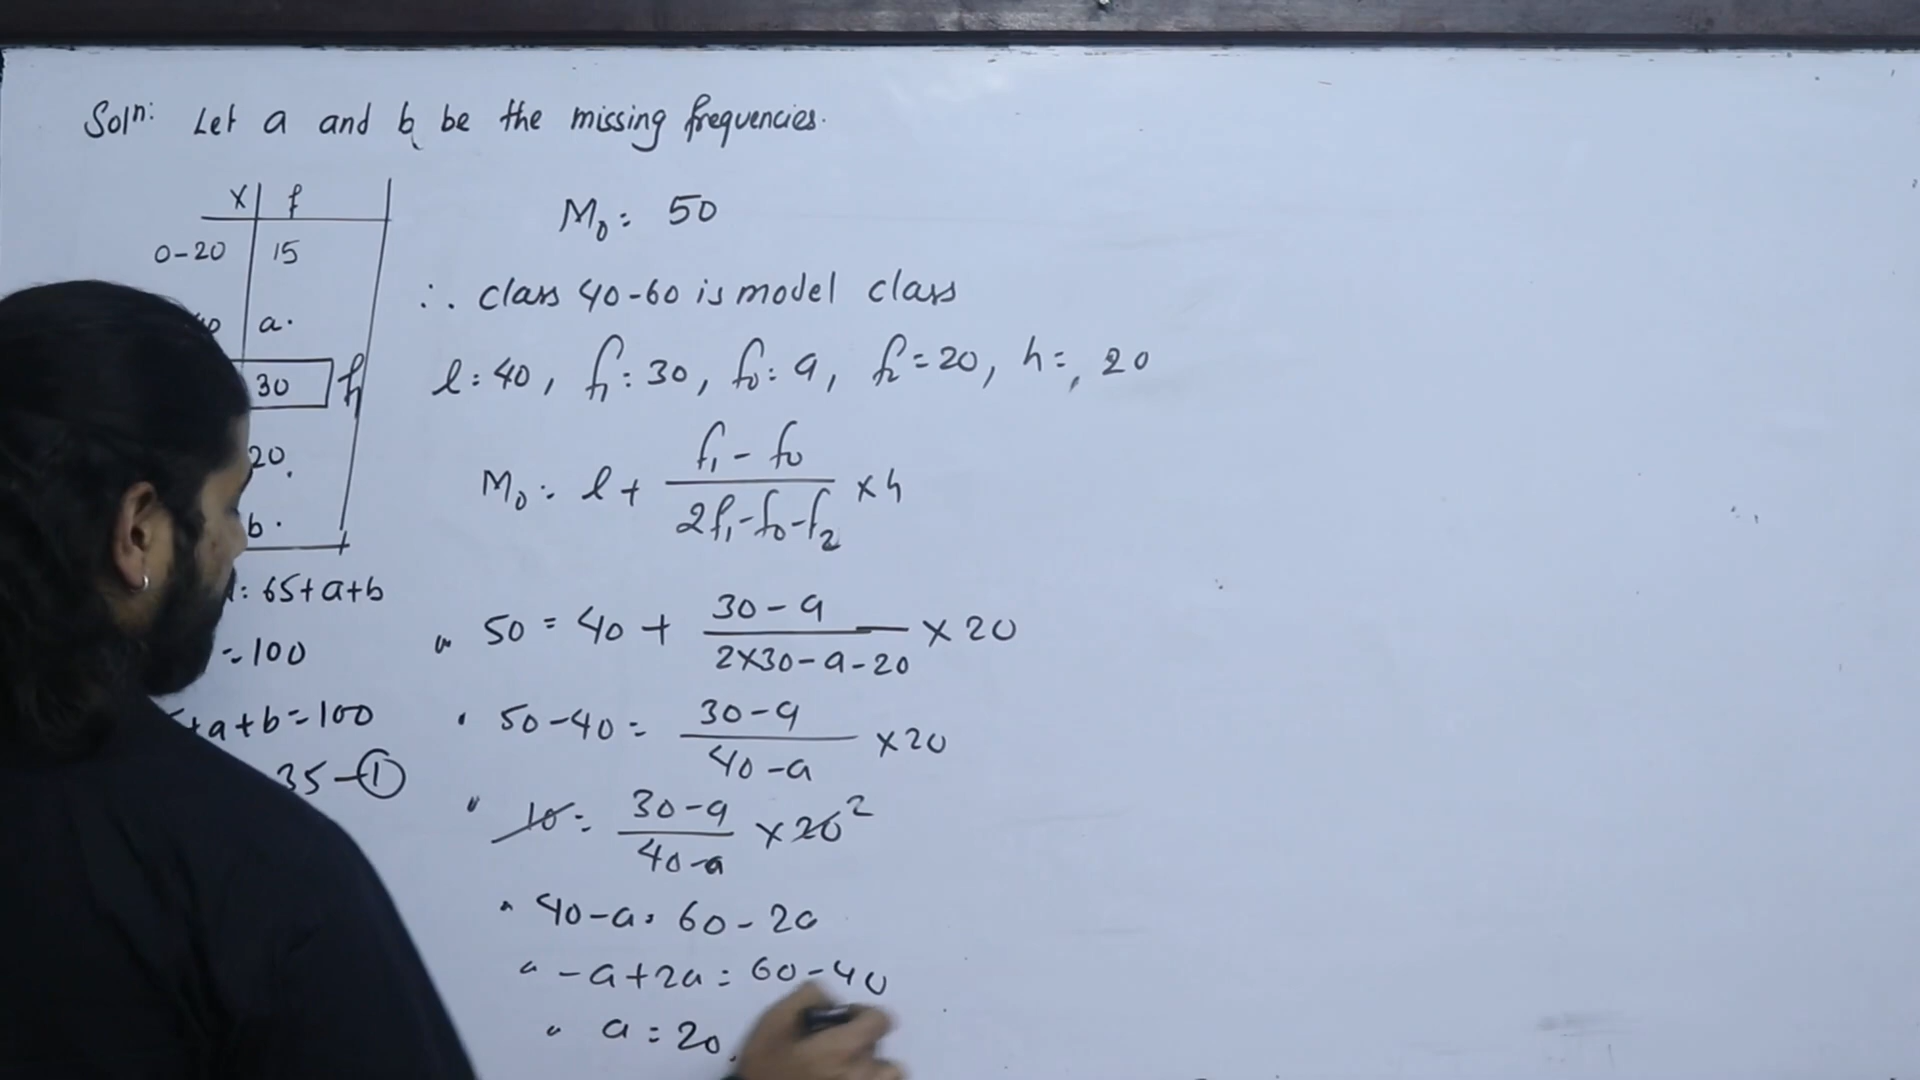 Solⁿ: Let a and b be the missing frequencies.
X f
0-20 15
a.
30 f₁
20.
b.
: 65+a+b
=100
+a+b=100
35-①
M₀: 50
∴ class 40-60 is model class
l:40, f₁:30, f₀:a, f₂=20, h=, 20
M₀: l + (f₁-f₀)/(2f₁-f₀-f₂) ×h
50 = 40 + (30-a)/(2×30-a-20) ×20
50-40= (30-a)/(40-a) ×20
10= (30-a)/(40-a) ×20 ²
40-a= 60-2a
-a+2a= 60-40
a = 20.